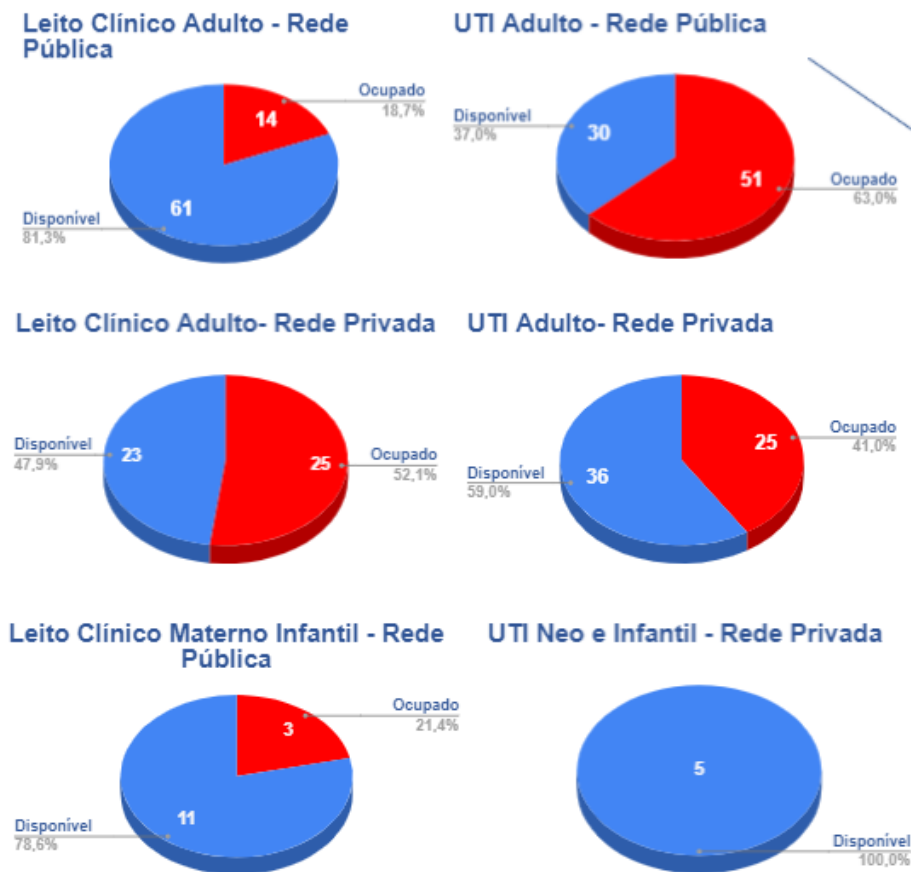 Leito Clínico Adulto - Rede
Pública
Ocupado
18,7%
14
61
Disponível
81,3%
UTI Adulto - Rede Pública
Disponível
37,0%
30
51
Ocupado
63,0%
Leito Clínico Adulto- Rede Privada
Disponível
47,9%
23
25
Ocupado
52,1%
UTI Adulto- Rede Privada
Ocupado
41,0%
25
36
Disponível
59,0%
Leito Clínico Materno Infantil - Rede
Pública
Ocupado
21,4%
3
11
Disponível
78,6%
UTI Neo e Infantil - Rede Privada
5
Disponível
100,0%